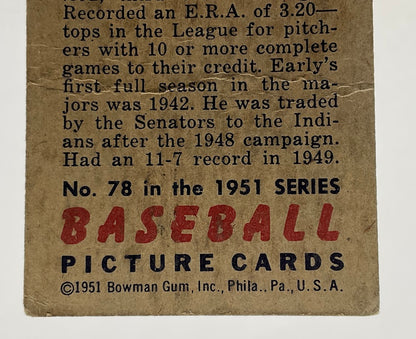 Recorded an E.R.A. of 3.20—
tops in the League for pitch-
ers with 10 or more complete
games to their credit. Early's
first full season in the ma-
jors was 1942. He was traded
by the Senators to the Indi-
ans after the 1948 campaign.
Had an 11-7 record in 1949.
No. 78 in the 1951 SERIES
BASEBALL
PICTURE CARDS
©1951 Bowman Gum, Inc., Phila., Pa., U. S. A.